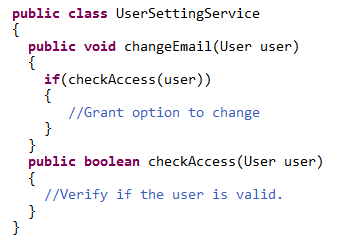 public class UserSettingService
{
  public void changeEmail(User user)
  {
    if(checkAccess(user))
    {
       //Grant option to change
    }
  }
  public boolean checkAccess(User user)
  {
    //Verify if the user is valid.
  }
}